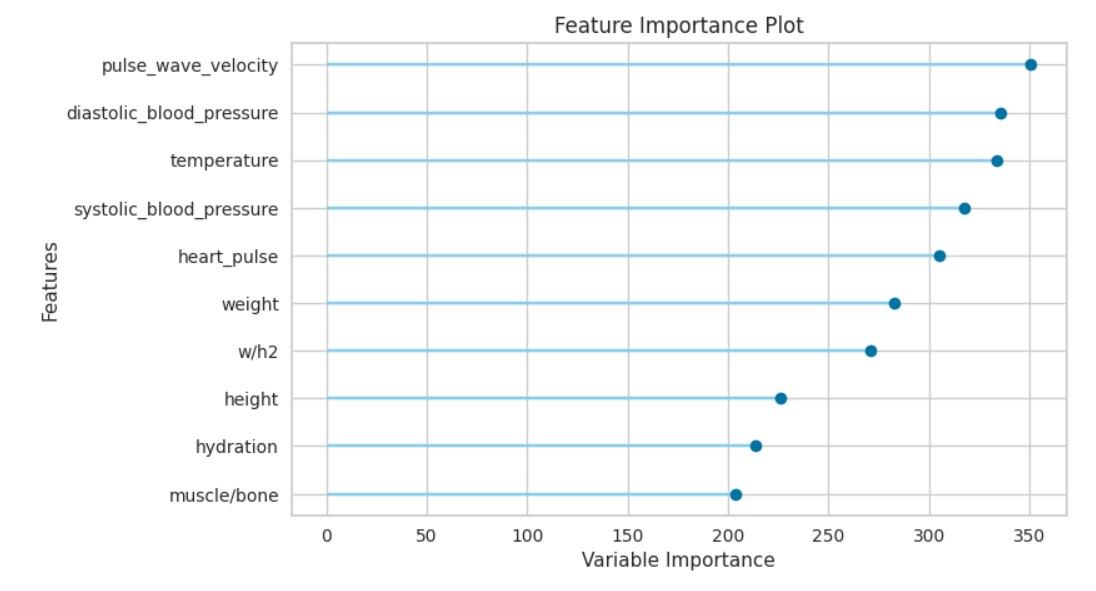 Feature Importance Plot
pulse_wave_velocity
diastolic_blood_pressure
temperature
systolic_blood_pressure
heart_pulse
weight
w/h2
height
hydration
muscle/bone
Features
0 50 100 150 200 250 300 350
Variable Importance